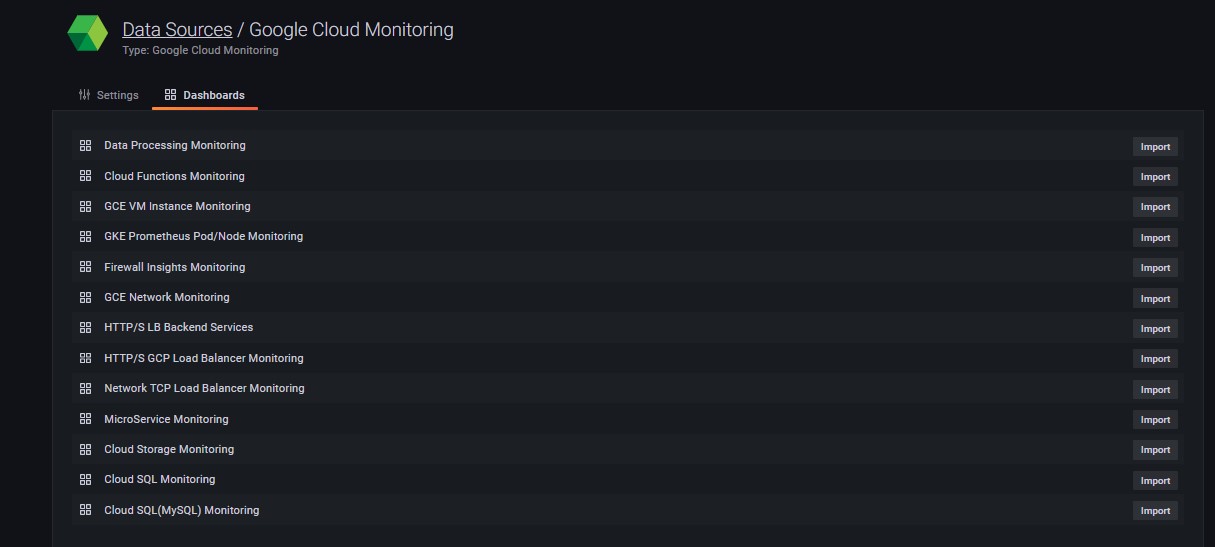 Data Sources / Google Cloud Monitoring
Type: Google Cloud Monitoring
Settings Dashboards
Data Processing Monitoring Import
Cloud Functions Monitoring Import
GCE VM Instance Monitoring Import
GKE Prometheus Pod/Node Monitoring Import
Firewall Insights Monitoring Import
GCE Network Monitoring Import
HTTP/S LB Backend Services Import
HTTP/S GCP Load Balancer Monitoring Import
Network TCP Load Balancer Monitoring Import
MicroService Monitoring Import
Cloud Storage Monitoring Import
Cloud SQL Monitoring Import
Cloud SQL(MySQL) Monitoring Import